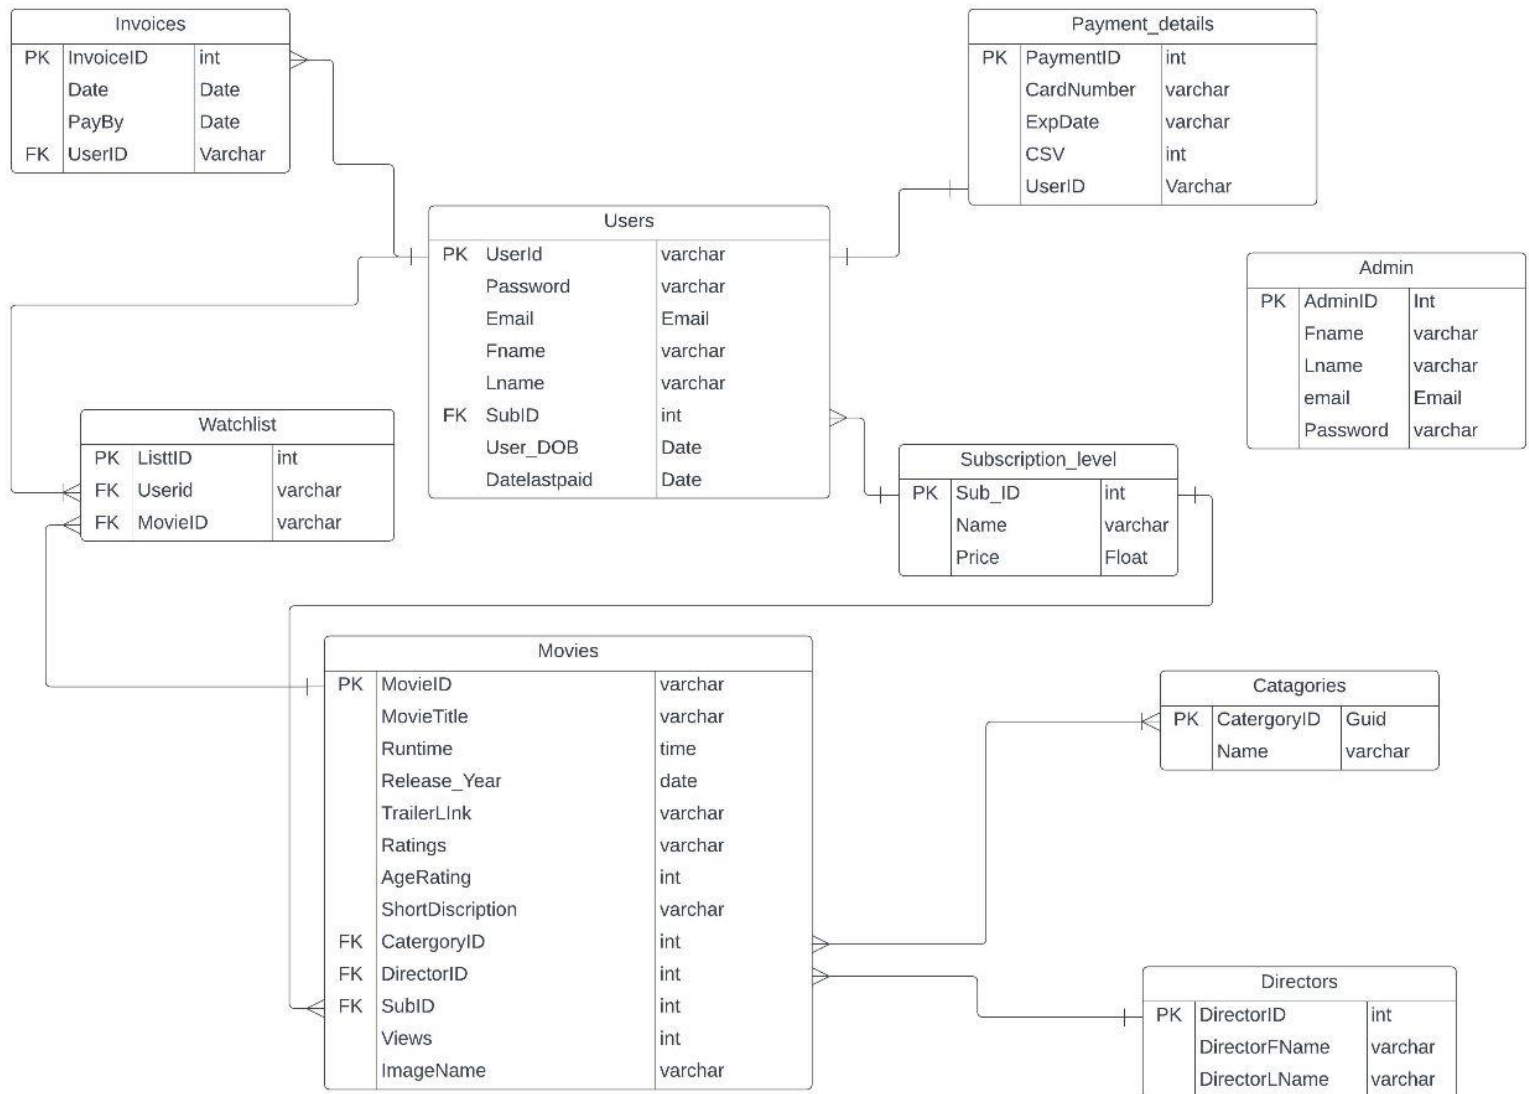 Invoices
PK InvoiceID int
Date Date
PayBy Date
FK UserID Varchar
Payment_details
PK PaymentID int
CardNumber varchar
ExpDate varchar
CSV int
UserID Varchar
Users
PK UserId varchar
Password varchar
Email Email
Fname varchar
Lname varchar
FK SubID int
User_DOB Date
Datelastpaid Date
Admin
PK AdminID Int
Fname varchar
Lname varchar
email Email
Password varchar
Watchlist
PK ListtID int
FK Userid varchar
FK MovieID varchar
Subscription_level
PK Sub_ID int
Name varchar
Price Float
Movies
PK MovieID varchar
MovieTitle varchar
Runtime time
Release_Year date
TrailerLInk varchar
Ratings varchar
AgeRating int
ShortDiscription varchar
FK CatergoryID int
FK DirectorID int
FK SubID int
Views int
ImageName varchar
Catagories
PK CatergoryID Guid
Name varchar
Directors
PK DirectorID int
DirectorFName varchar
DirectorLName varchar